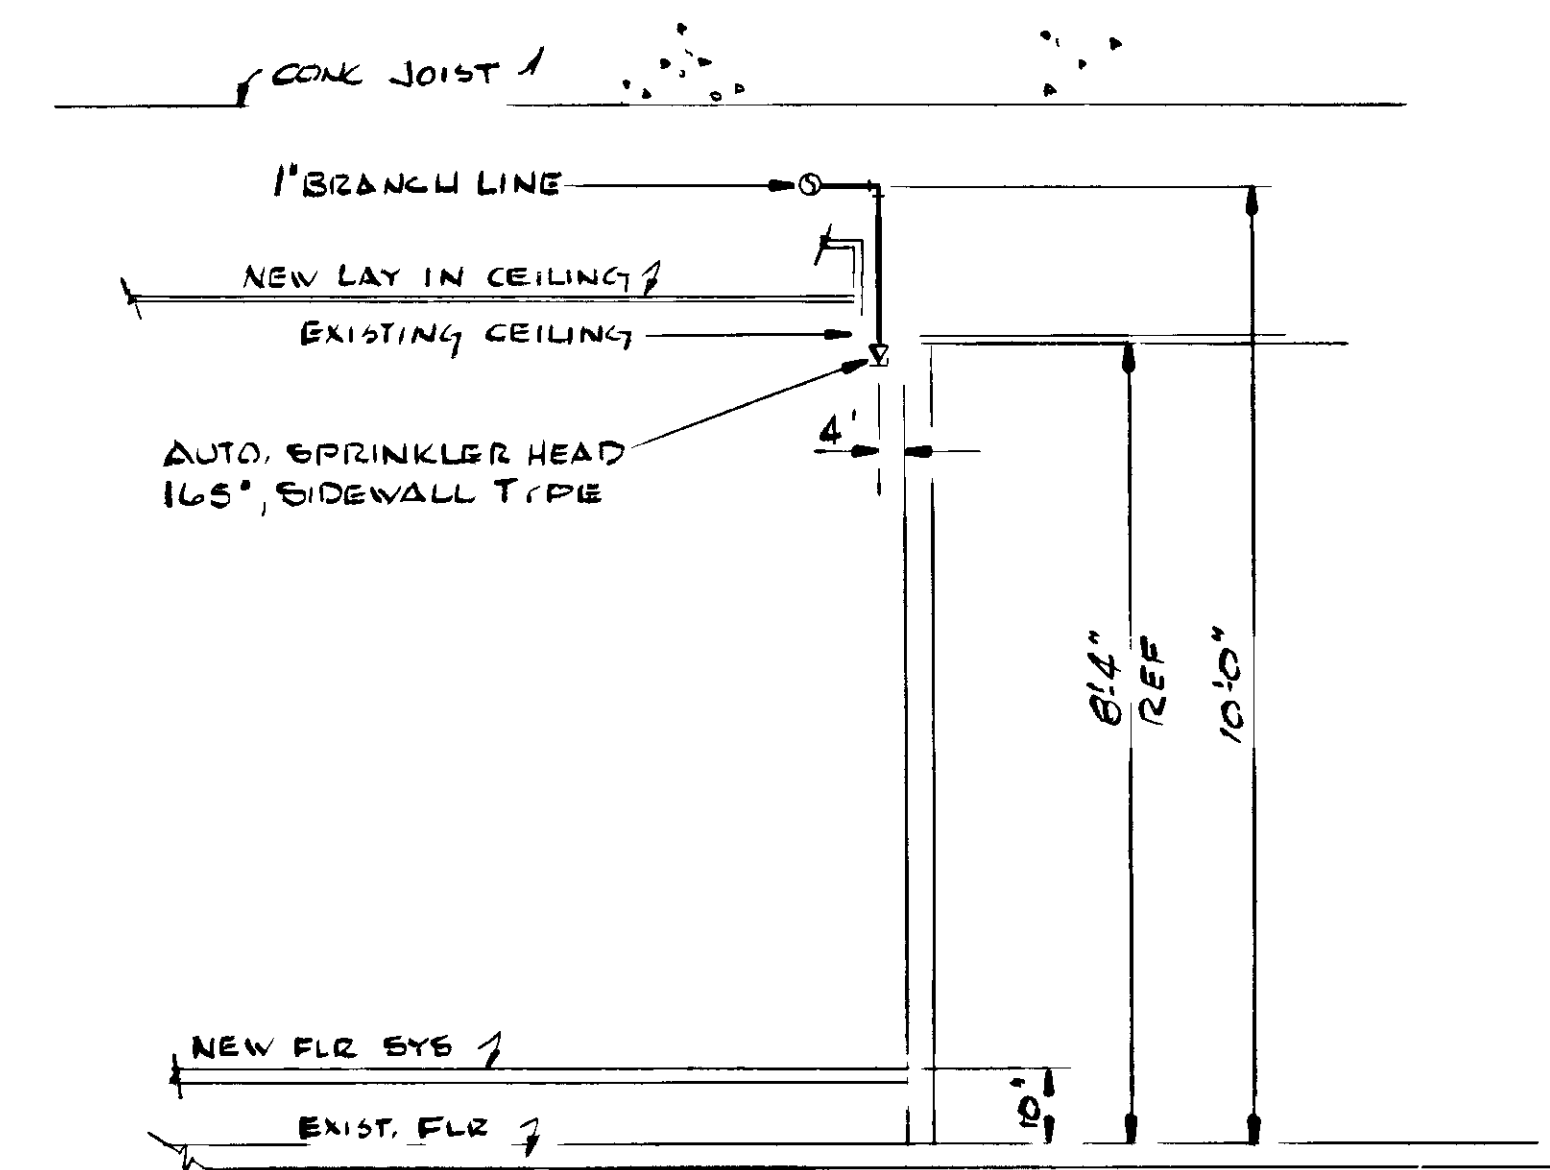 CONC JOIST
1" BRANCH LINE
NEW LAY IN CEILING
EXISTING CEILING
4'
AUTO. SPRINKLER HEAD
165°, SIDEWALL TYPE
8'-4"
REF
10'-0"
NEW FLR SYS
10"
EXIST. FLR